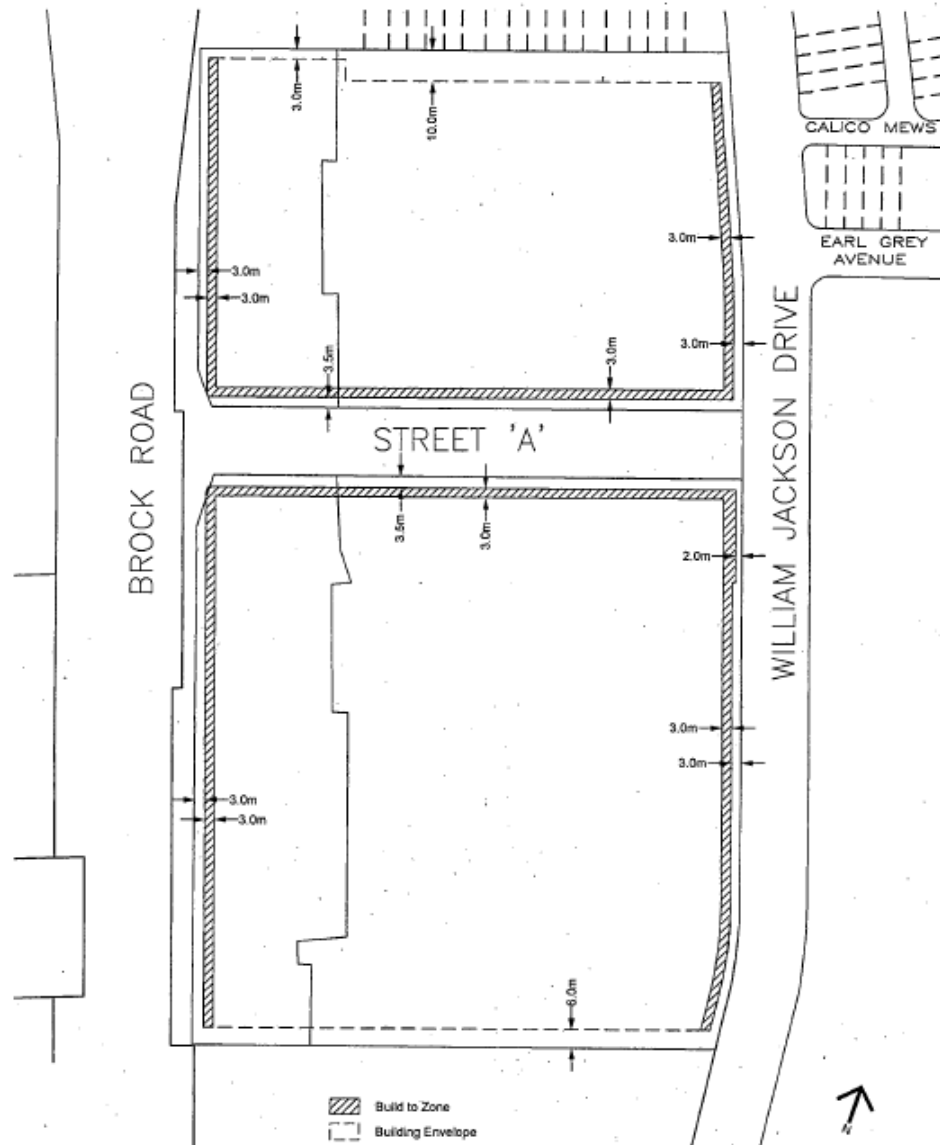 3.0m
10.0m
CALICO MEWS
3.0m
EARL GREY
AVENUE
3.0m
3.0m
3.5m
3.0m
3.0m
STREET 'A'
BROCK ROAD
WILLIAM JACKSON DRIVE
3.5m
3.0m
2.0m
3.0m
3.0m
3.0m
3.0m
6.0m
Build to Zone
Building Envelope
N